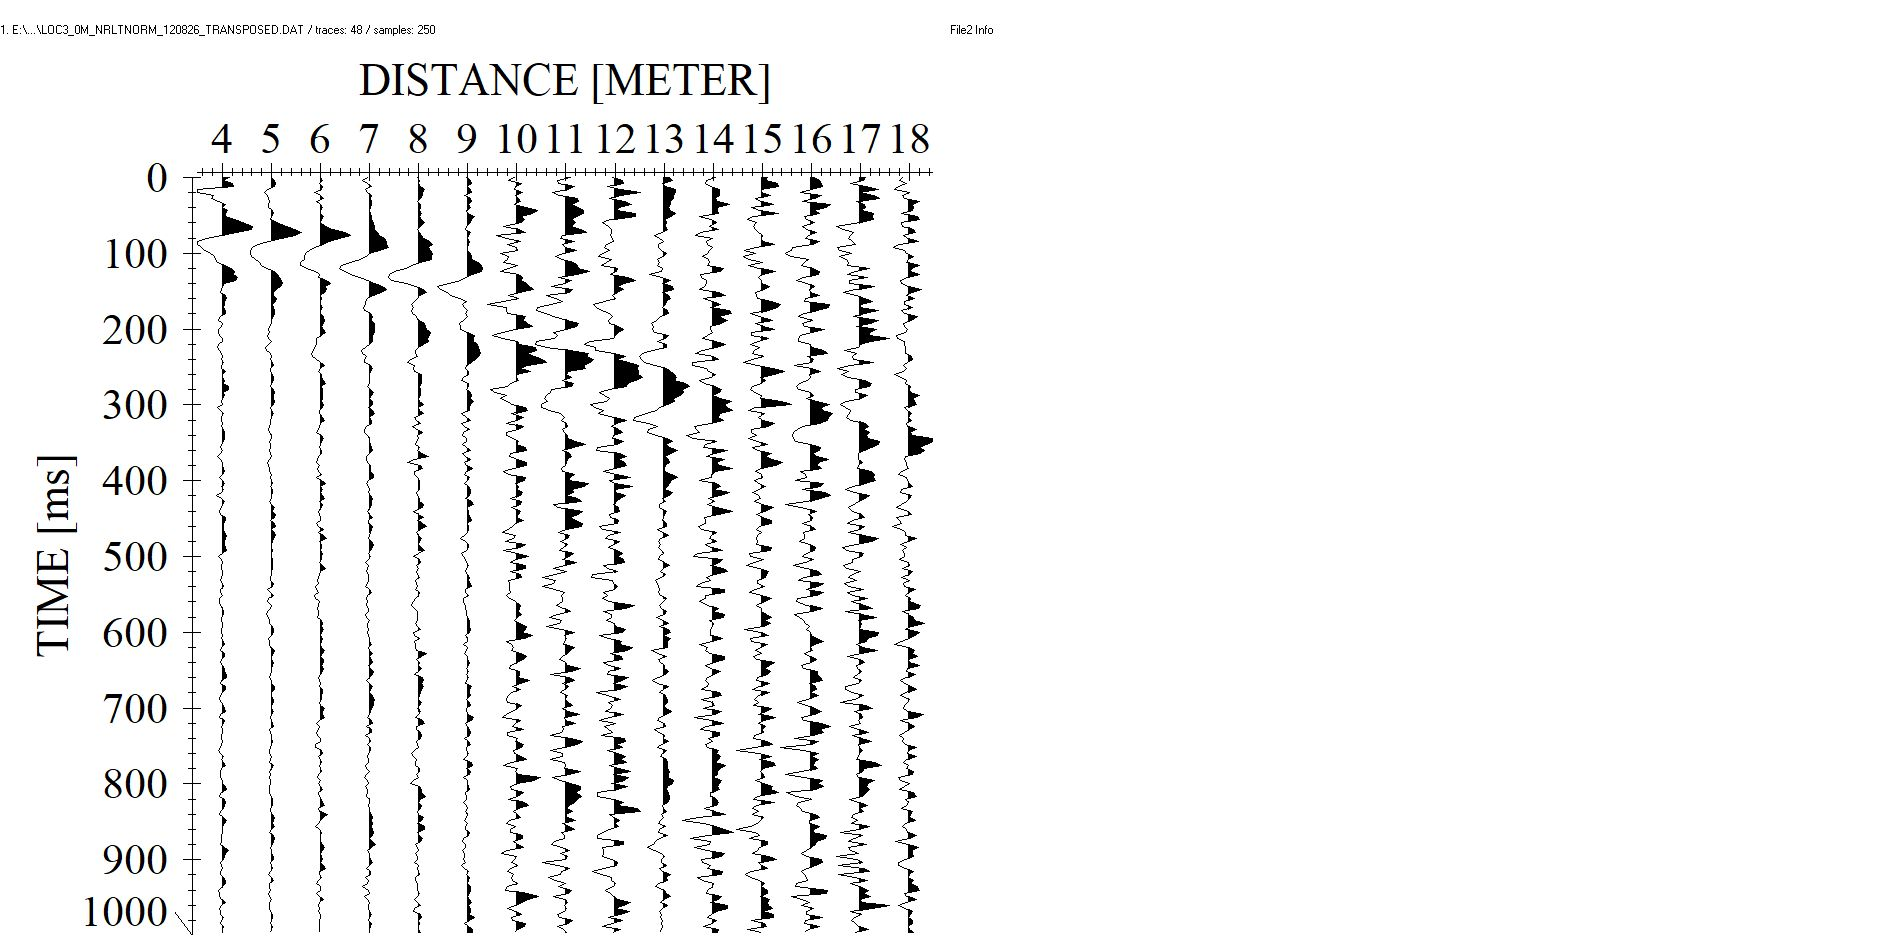 1. E:\...\LOC3_0M_NRLTNORM_120826_TRANSPOSED.DAT / traces: 48 / samples: 250 File2 Info
DISTANCE [METER]
4 5 6 7 8 9 10 11 12 13 14 15 16 17 18
0
100
200
300
400
500
600
700
800
900
1000
TIME [ms]